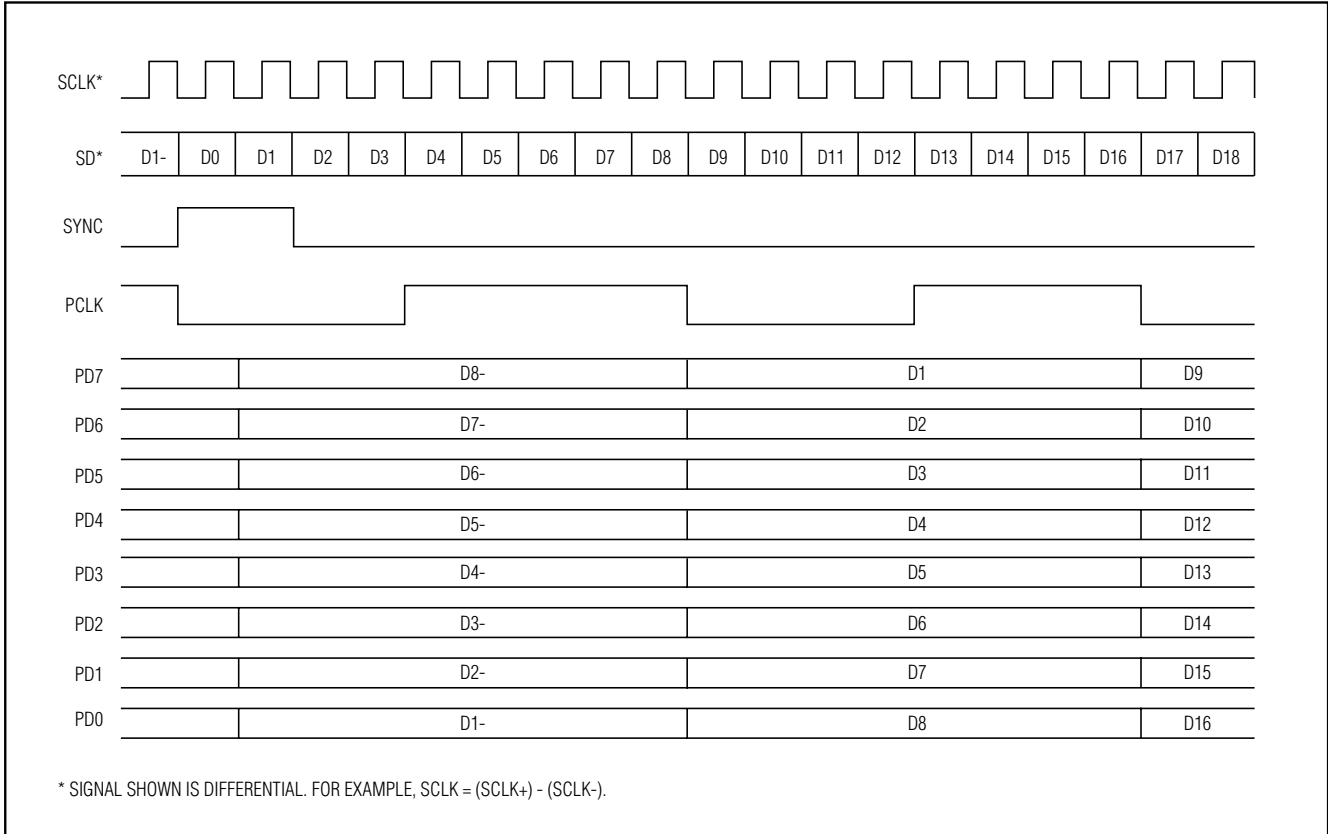 SCLK*
SD* D1- D0 D1 D2 D3 D4 D5 D6 D7 D8 D9 D10 D11 D12 D13 D14 D15 D16 D17 D18
SYNC
PCLK
PD7 D8- D1 D9
PD6 D7- D2 D10
PD5 D6- D3 D11
PD4 D5- D4 D12
PD3 D4- D5 D13
PD2 D3- D6 D14
PD1 D2- D7 D15
PD0 D1- D8 D16
* SIGNAL SHOWN IS DIFFERENTIAL. FOR EXAMPLE, SCLK = (SCLK+) - (SCLK-).